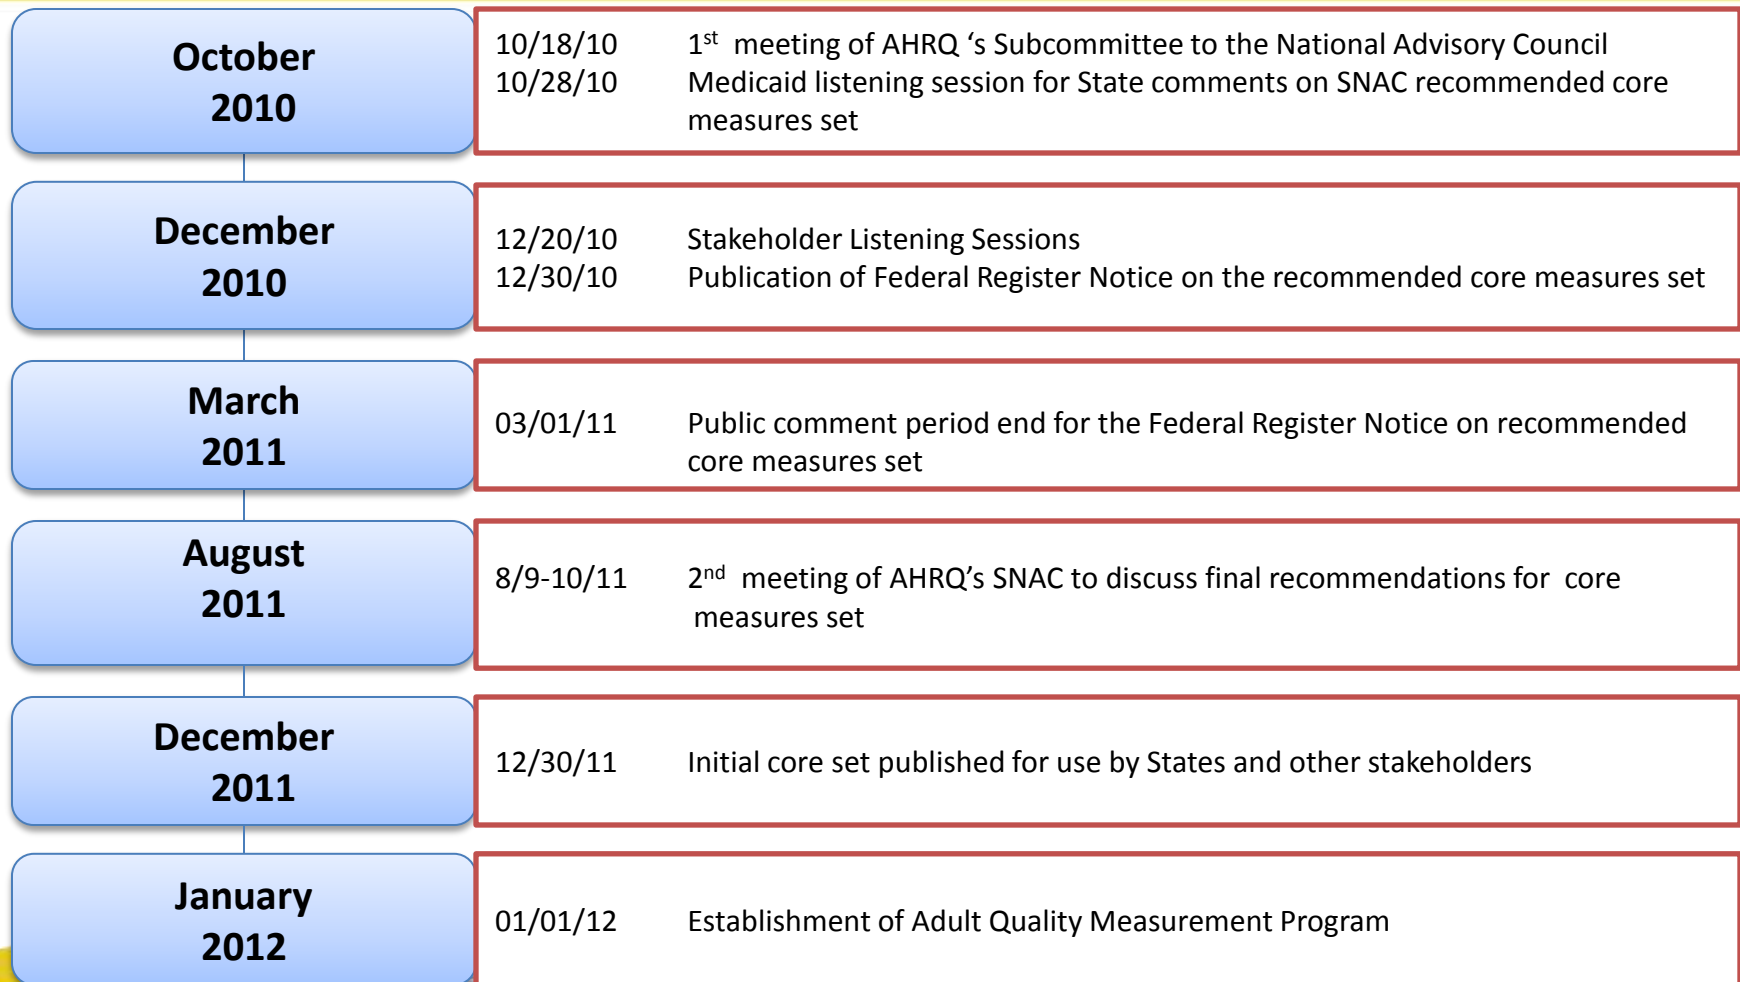 October
2010
10/18/10 1st meeting of AHRQ ‘s Subcommittee to the National Advisory Council
10/28/10 Medicaid listening session for State comments on SNAC recommended core
measures set
December
2010
12/20/10 Stakeholder Listening Sessions
12/30/10 Publication of Federal Register Notice on the recommended core measures set
March
2011
03/01/11 Public comment period end for the Federal Register Notice on recommended
core measures set
August
2011
8/9-10/11 2nd meeting of AHRQ’s SNAC to discuss final recommendations for core
measures set
December
2011
12/30/11 Initial core set published for use by States and other stakeholders
January
2012
01/01/12 Establishment of Adult Quality Measurement Program